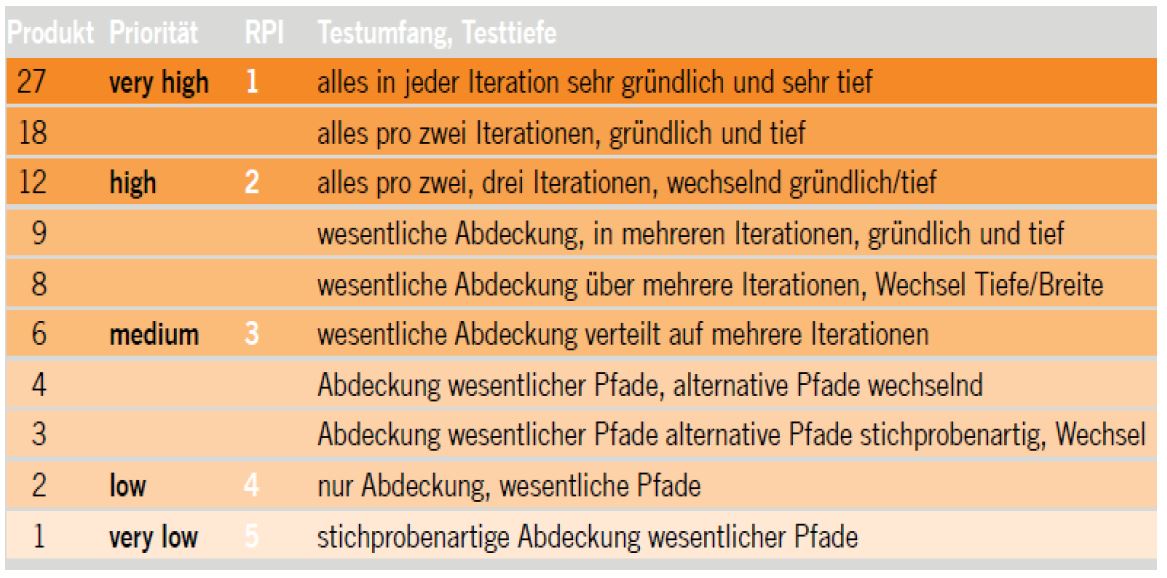 Produkt Priorität RPI Testumfang, Testtiefe
27 very high 1 alles in jeder Iteration sehr gründlich und sehr tief
18 alles pro zwei Iterationen, gründlich und tief
12 high 2 alles pro zwei, drei Iterationen, wechselnd gründlich/tief
9 wesentliche Abdeckung, in mehreren Iterationen, gründlich und tief
8 wesentliche Abdeckung über mehrere Iterationen, Wechsel Tiefe/Breite
6 medium 3 wesentliche Abdeckung verteilt auf mehrere Iterationen
4 Abdeckung wesentlicher Pfade, alternative Pfade wechselnd
3 Abdeckung wesentlicher Pfade alternative Pfade stichprobenartig, Wechsel
2 low 4 nur Abdeckung, wesentliche Pfade
1 very low 5 stichprobenartige Abdeckung wesentlicher Pfade